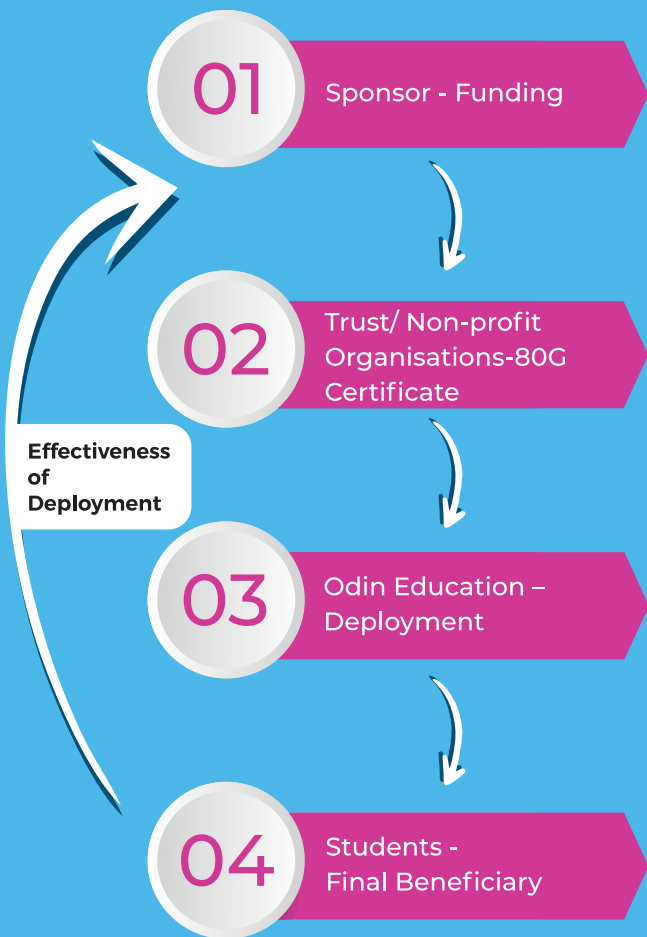 01
Sponsor - Funding
02
Trust/ Non-profit
Organisations-80G
Certificate
Effectiveness
of
Deployment
03
Odin Education –
Deployment
04
Students -
Final Beneficiary